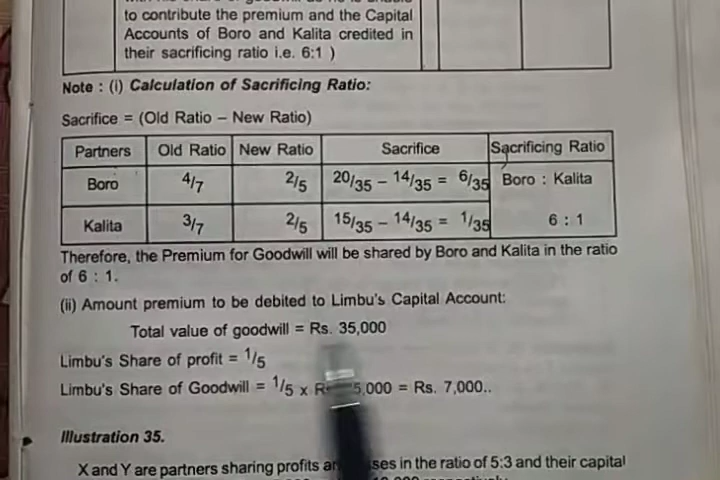 to contribute the premium and the Capital
Accounts of Boro and Kalita credited in
their sacrificing ratio i.e. 6:1 )
Note : (i) Calculation of Sacrificing Ratio:
Sacrifice = (Old Ratio – New Ratio)
Partners Old Ratio New Ratio Sacrifice Sacrificing Ratio
Boro 4/7 2/5 20/35 – 14/35 = 6/35 Boro : Kalita
Kalita 3/7 2/5 15/35 – 14/35 = 1/35 6 : 1
Therefore, the Premium for Goodwill will be shared by Boro and Kalita in the ratio
of 6 : 1.
(ii) Amount premium to be debited to Limbu's Capital Account:
Total value of goodwill = Rs. 35,000
Limbu's Share of profit = 1/5
Limbu's Share of Goodwill = 1/5 x 5,000 = Rs. 7,000..
Illustration 35.
X and Y are partners sharing profits in the ratio of 5:3 and their capital